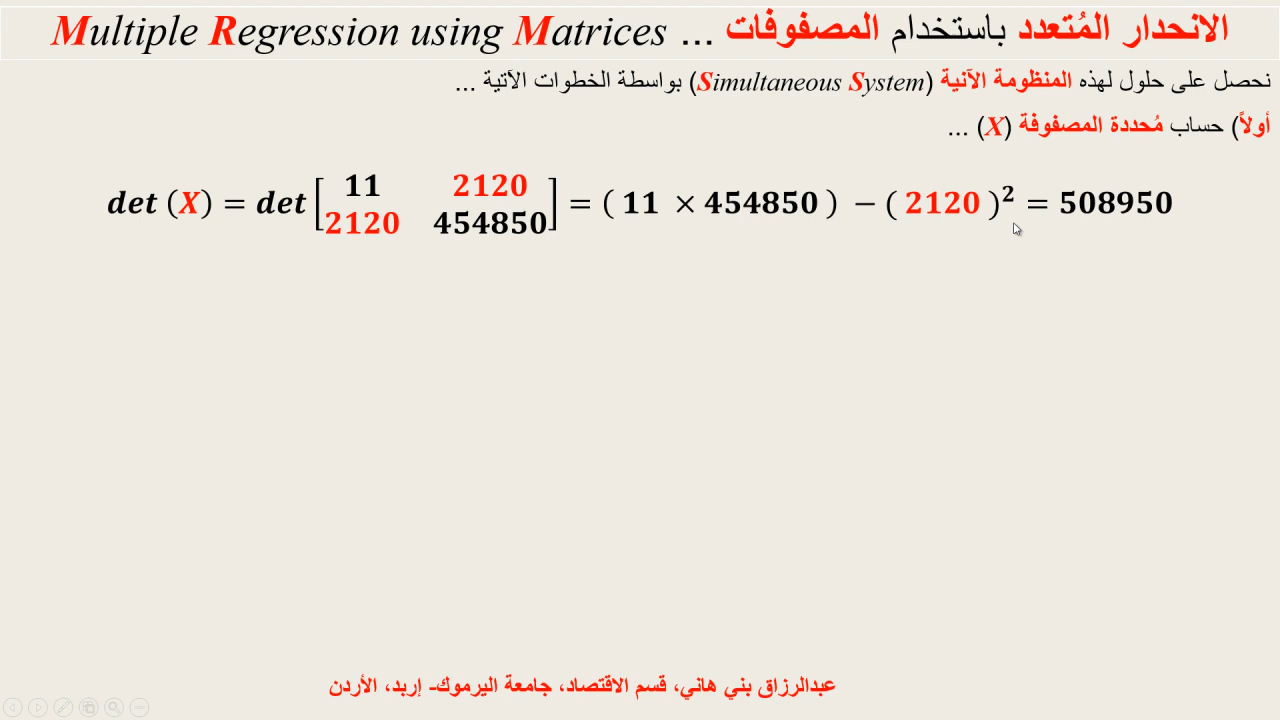 الانحدار المُتعدد باستخدام المصفوفات ... Multiple Regression using Matrices
نحصل على حلول لهذه المنظومة الآنية (Simultaneous System) بواسطة الخطوات الآتية ...
أولاً) حساب مُحددة المصفوفة (X) ...
det (X) = det [11 2120
2120 454850] = ( 11 × 454850 ) − ( 2120 )² = 508950
عبدالرزاق بني هاني، قسم الاقتصاد، جامعة اليرموك- إربد، الأردن